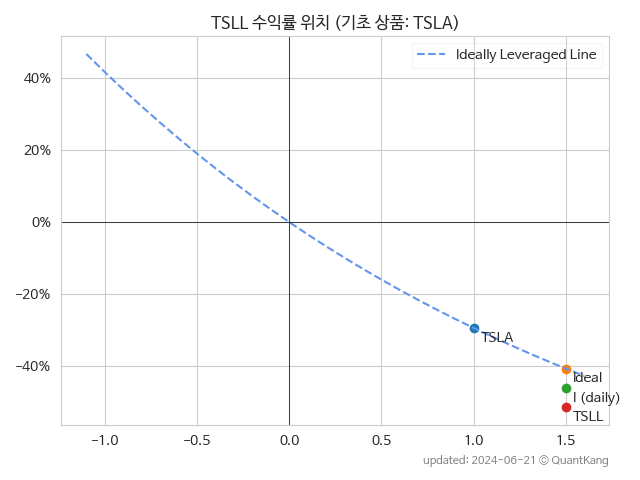 TSLL 수익률 위치 (기초 상품: TSLA)
Ideally Leveraged Line
40%
20%
0%
−20%
−40%
TSLA
Ideal
I (daily)
TSLL
−1.0 −0.5 0.0 0.5 1.0 1.5
updated: 2024-06-21 © QuantKang